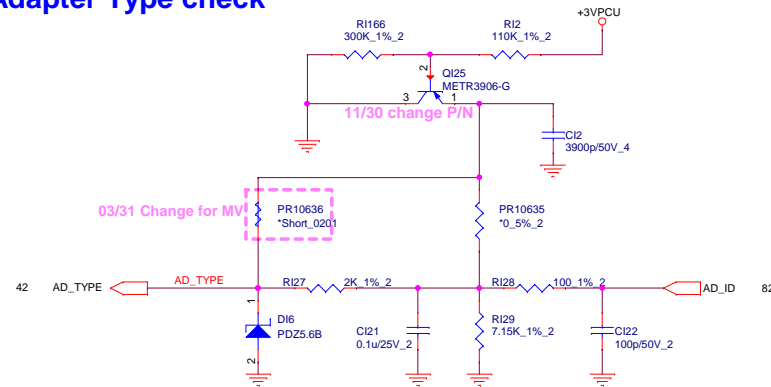 Adapter Type check
+3VPCU
RI166
300K_1%_2
RI2
110K_1%_2
2
QI25
METR3906-G
3
1
11/30 change P/N
CI2
3900p/50V_4
03/31 Change for MV
PR10636
*Short_0201
PR10635
*0_5%_2
42
AD_TYPE
AD_TYPE
RI27
2K_1%_2
RI28
100_1%_2
AD_ID
82
1
DI6
PDZ5.6B
2
CI21
0.1u/25V_2
RI29
7.15K_1%_2
CI22
100p/50V_2